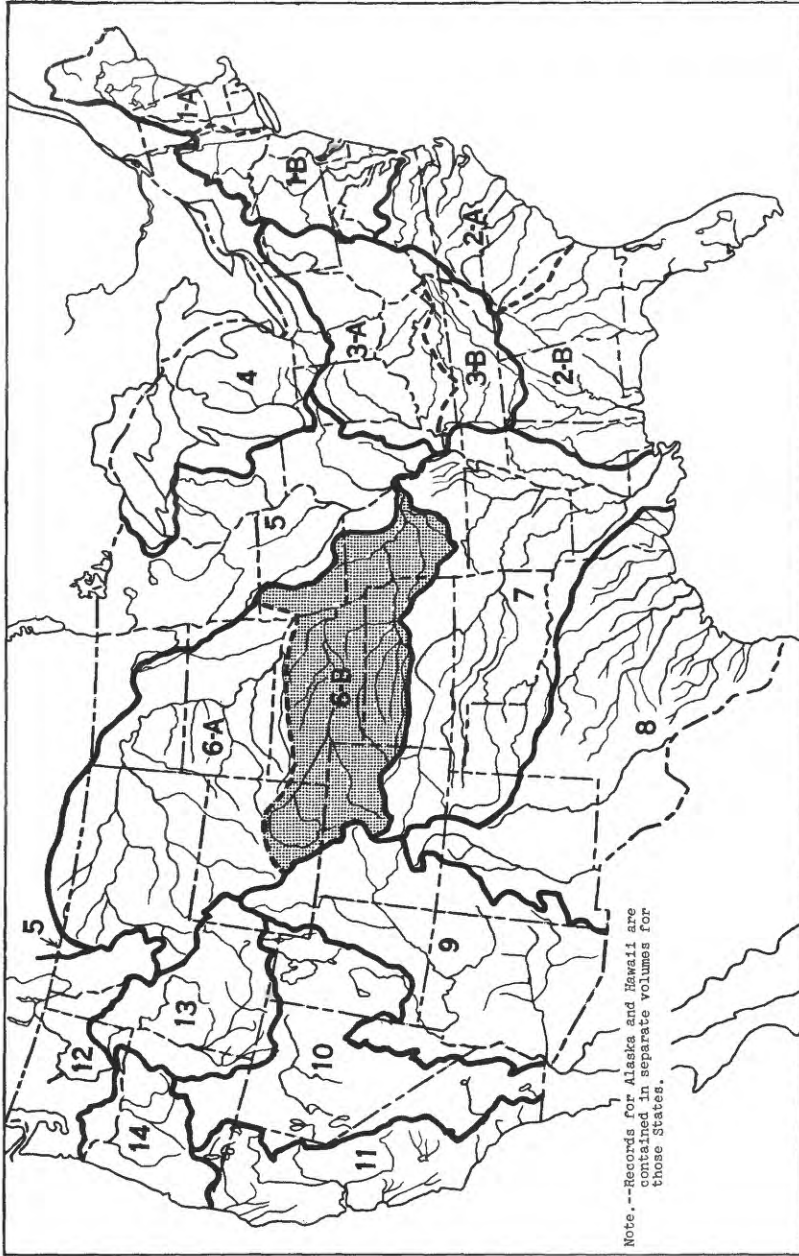 1-A
1-B
2-A
2-B
3-A
3-B
4
5
6-A
6-B
7
8
9
10
11
12
13
14
5
Note.--Records for Alaska and Hawaii are
contained in separate volumes for
those States.